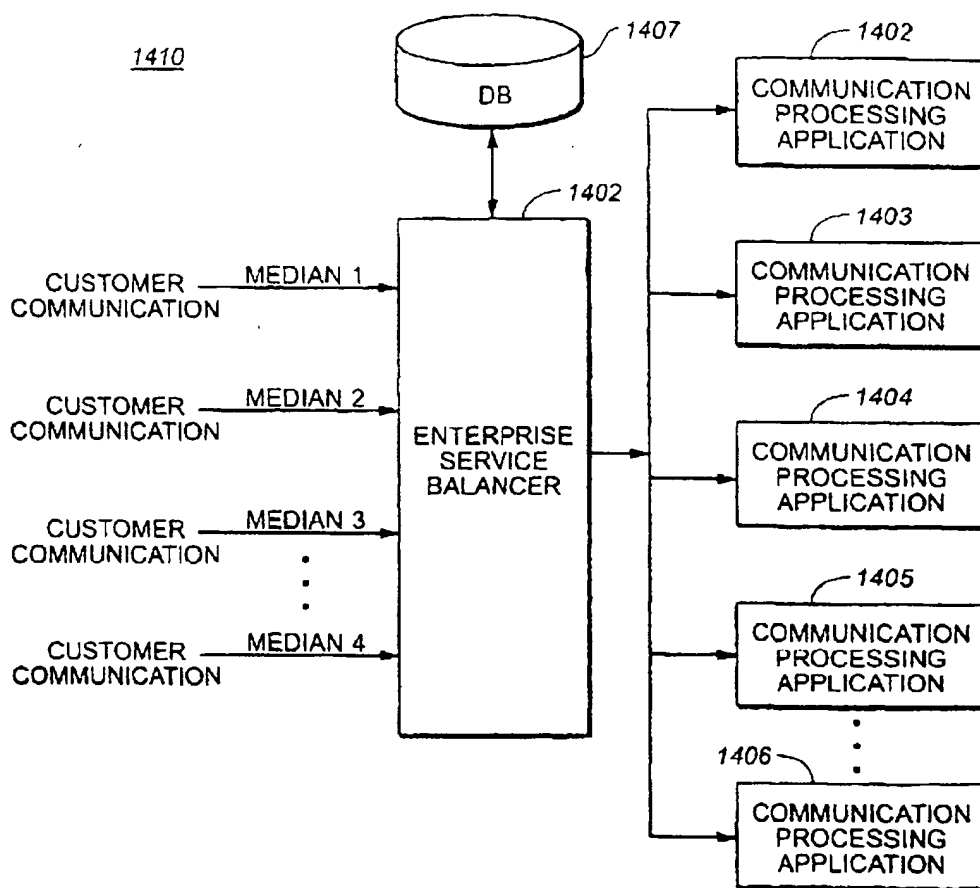 1410
1407
DB
1402
CUSTOMER
COMMUNICATION
MEDIAN 1
CUSTOMER
COMMUNICATION
MEDIAN 2
CUSTOMER
COMMUNICATION
MEDIAN 3
CUSTOMER
COMMUNICATION
MEDIAN 4
ENTERPRISE
SERVICE
BALANCER
1402
COMMUNICATION
PROCESSING
APPLICATION
1403
COMMUNICATION
PROCESSING
APPLICATION
1404
COMMUNICATION
PROCESSING
APPLICATION
1405
COMMUNICATION
PROCESSING
APPLICATION
1406
COMMUNICATION
PROCESSING
APPLICATION